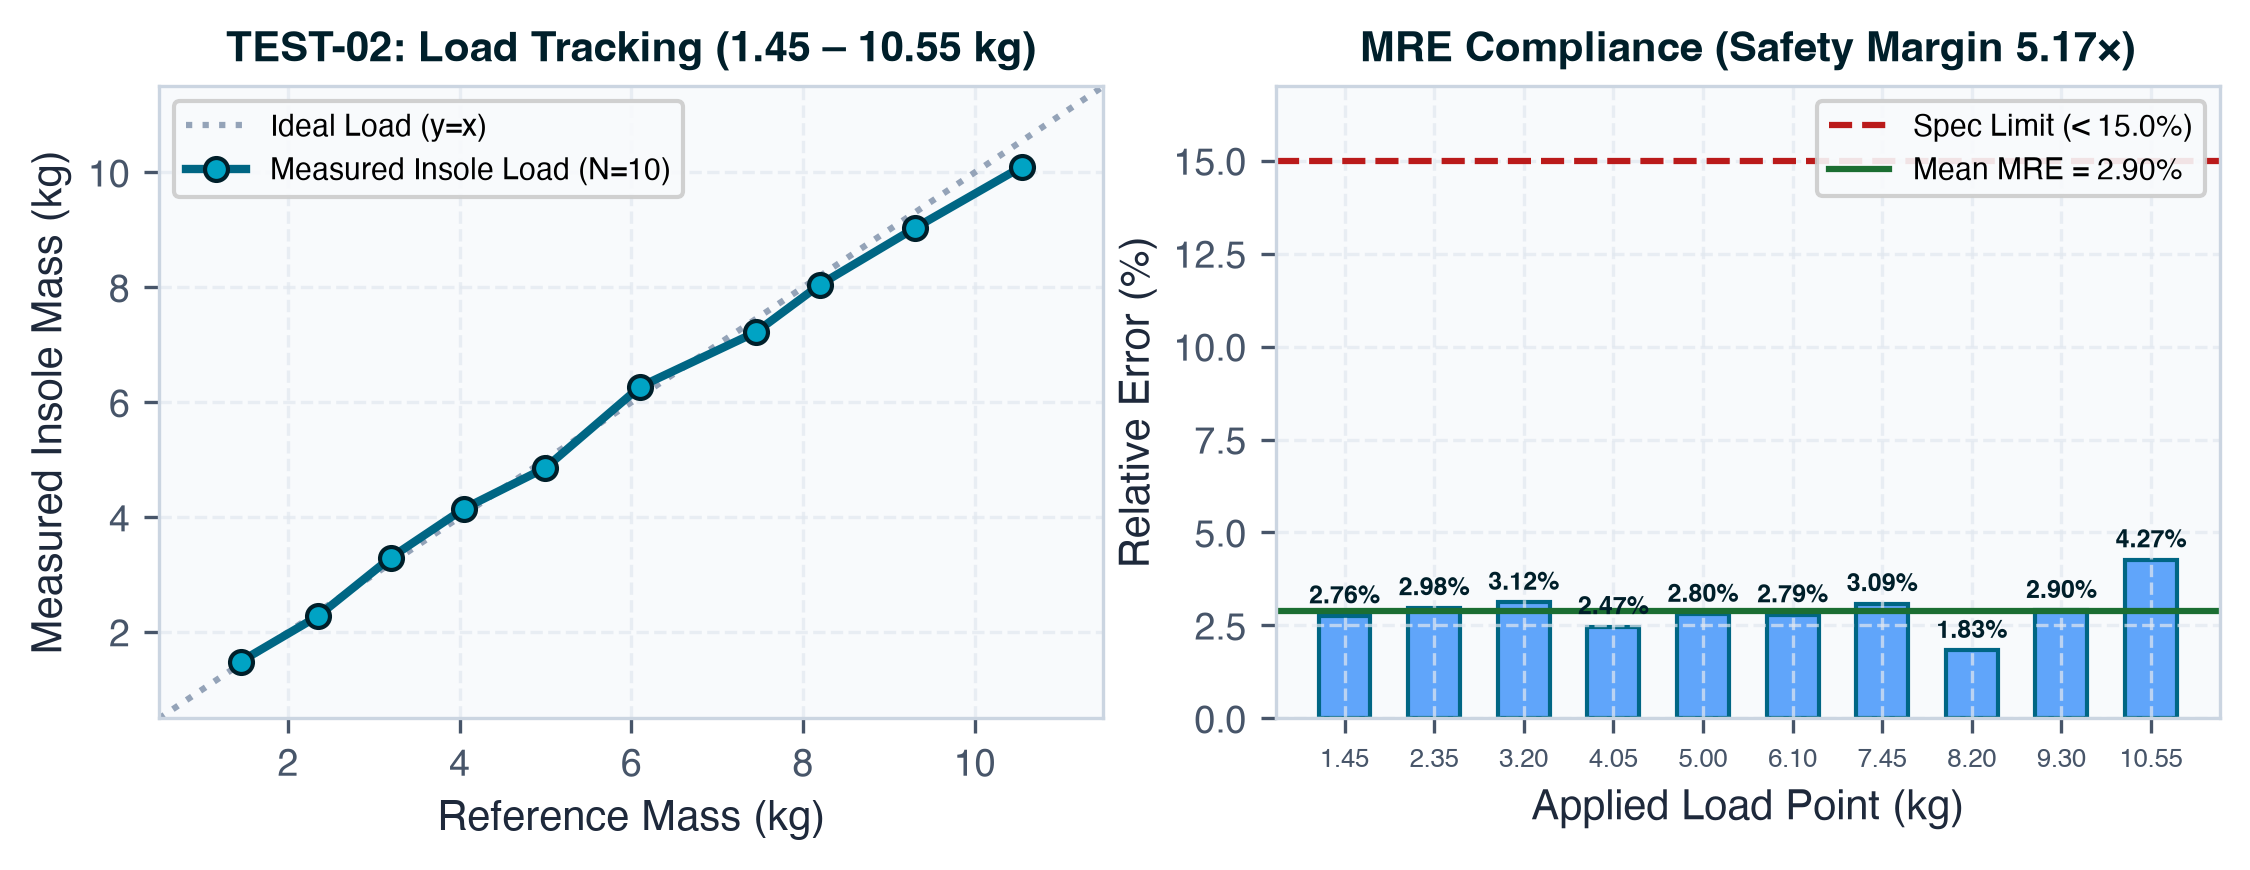 TEST-02: Load Tracking (1.45 – 10.55 kg)
Ideal Load (y=x)
Measured Insole Load (N=10)
Measured Insole Mass (kg)
10
8
6
4
2
2 4 6 8 10
Reference Mass (kg)
MRE Compliance (Safety Margin 5.17×)
Spec Limit (< 15.0%)
Mean MRE = 2.90%
Relative Error (%)
15.0
12.5
10.0
7.5
5.0
2.5
0.0
2.76% 2.98% 3.12% 2.47% 2.80% 2.79% 3.09% 1.83% 2.90% 4.27%
1.45 2.35 3.20 4.05 5.00 6.10 7.45 8.20 9.30 10.55
Applied Load Point (kg)